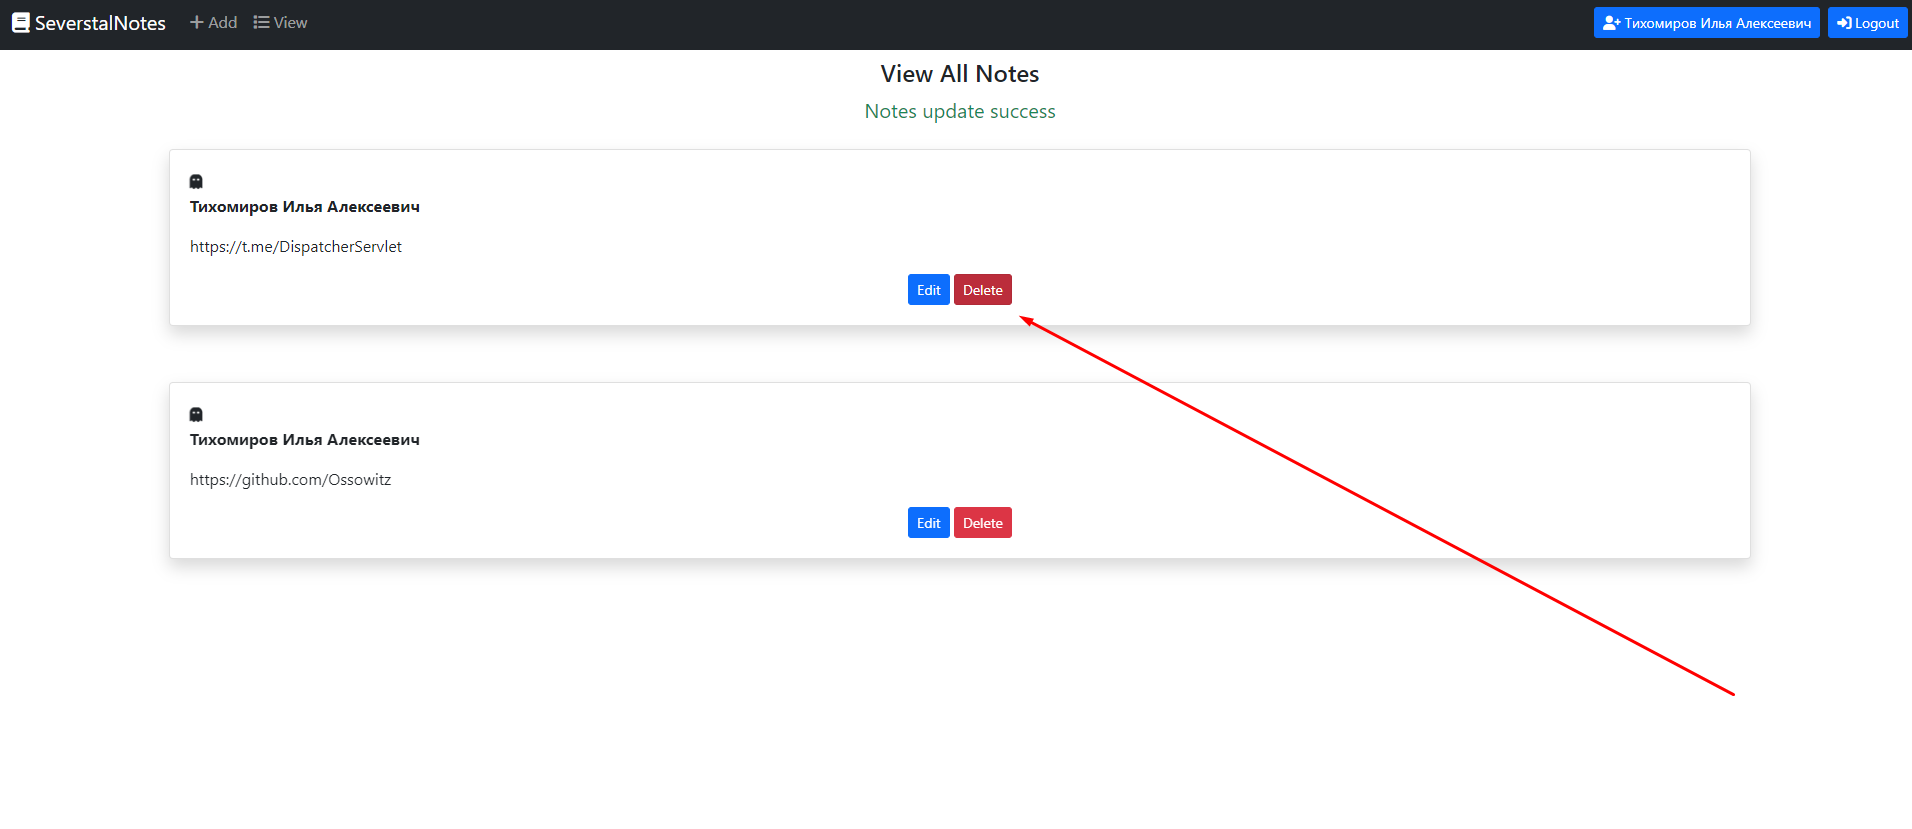 SeverstalNotes Add View Тихомиров Илья Алексеевич Logout
View All Notes
Notes update success
Тихомиров Илья Алексеевич
https://t.me/DispatcherServlet
Edit Delete
Тихомиров Илья Алексеевич
https://github.com/Ossowitz
Edit Delete